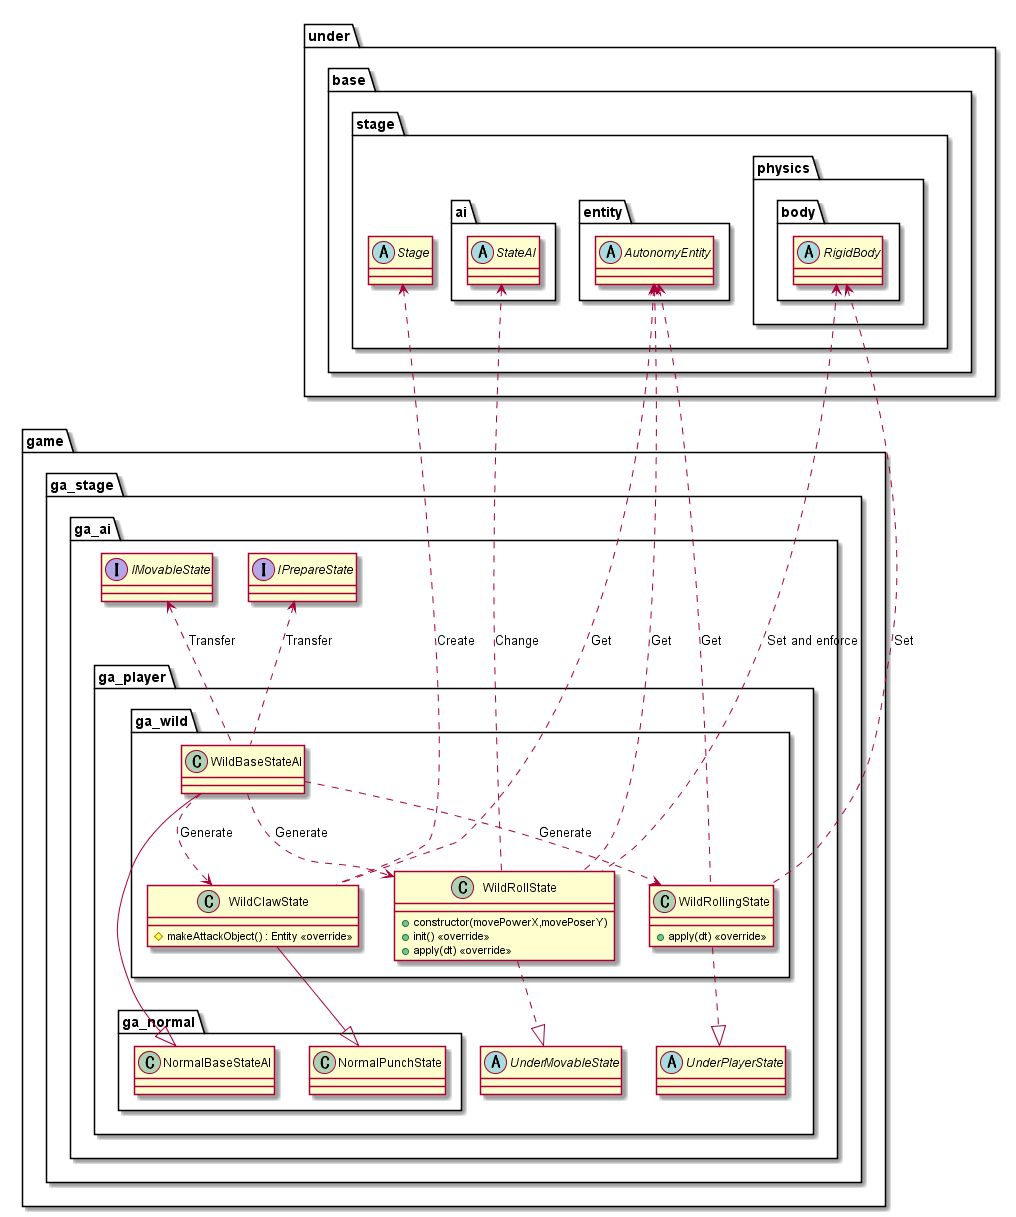 under
base
stage
physics
ai
entity
body
A Stage
A StateAI
A AutonomyEntity
A RigidBody
game
ga_stage
ga_ai
I IMovableState
I IPrepareState
Transfer
Transfer
Create
Change
Get
Get
Get
Set and enforce
Set
ga_player
ga_wild
C WildBaseStateAI
Generate
Generate
Generate
C WildClawState
makeAttackObject() : Entity «override»
C WildRollState
constructor(movePowerX,movePoserY)
init() «override»
apply(dt) «override»
C WildRollingState
apply(dt) «override»
ga_normal
C NormalBaseStateAI
C NormalPunchState
A UnderMovableState
A UnderPlayerState